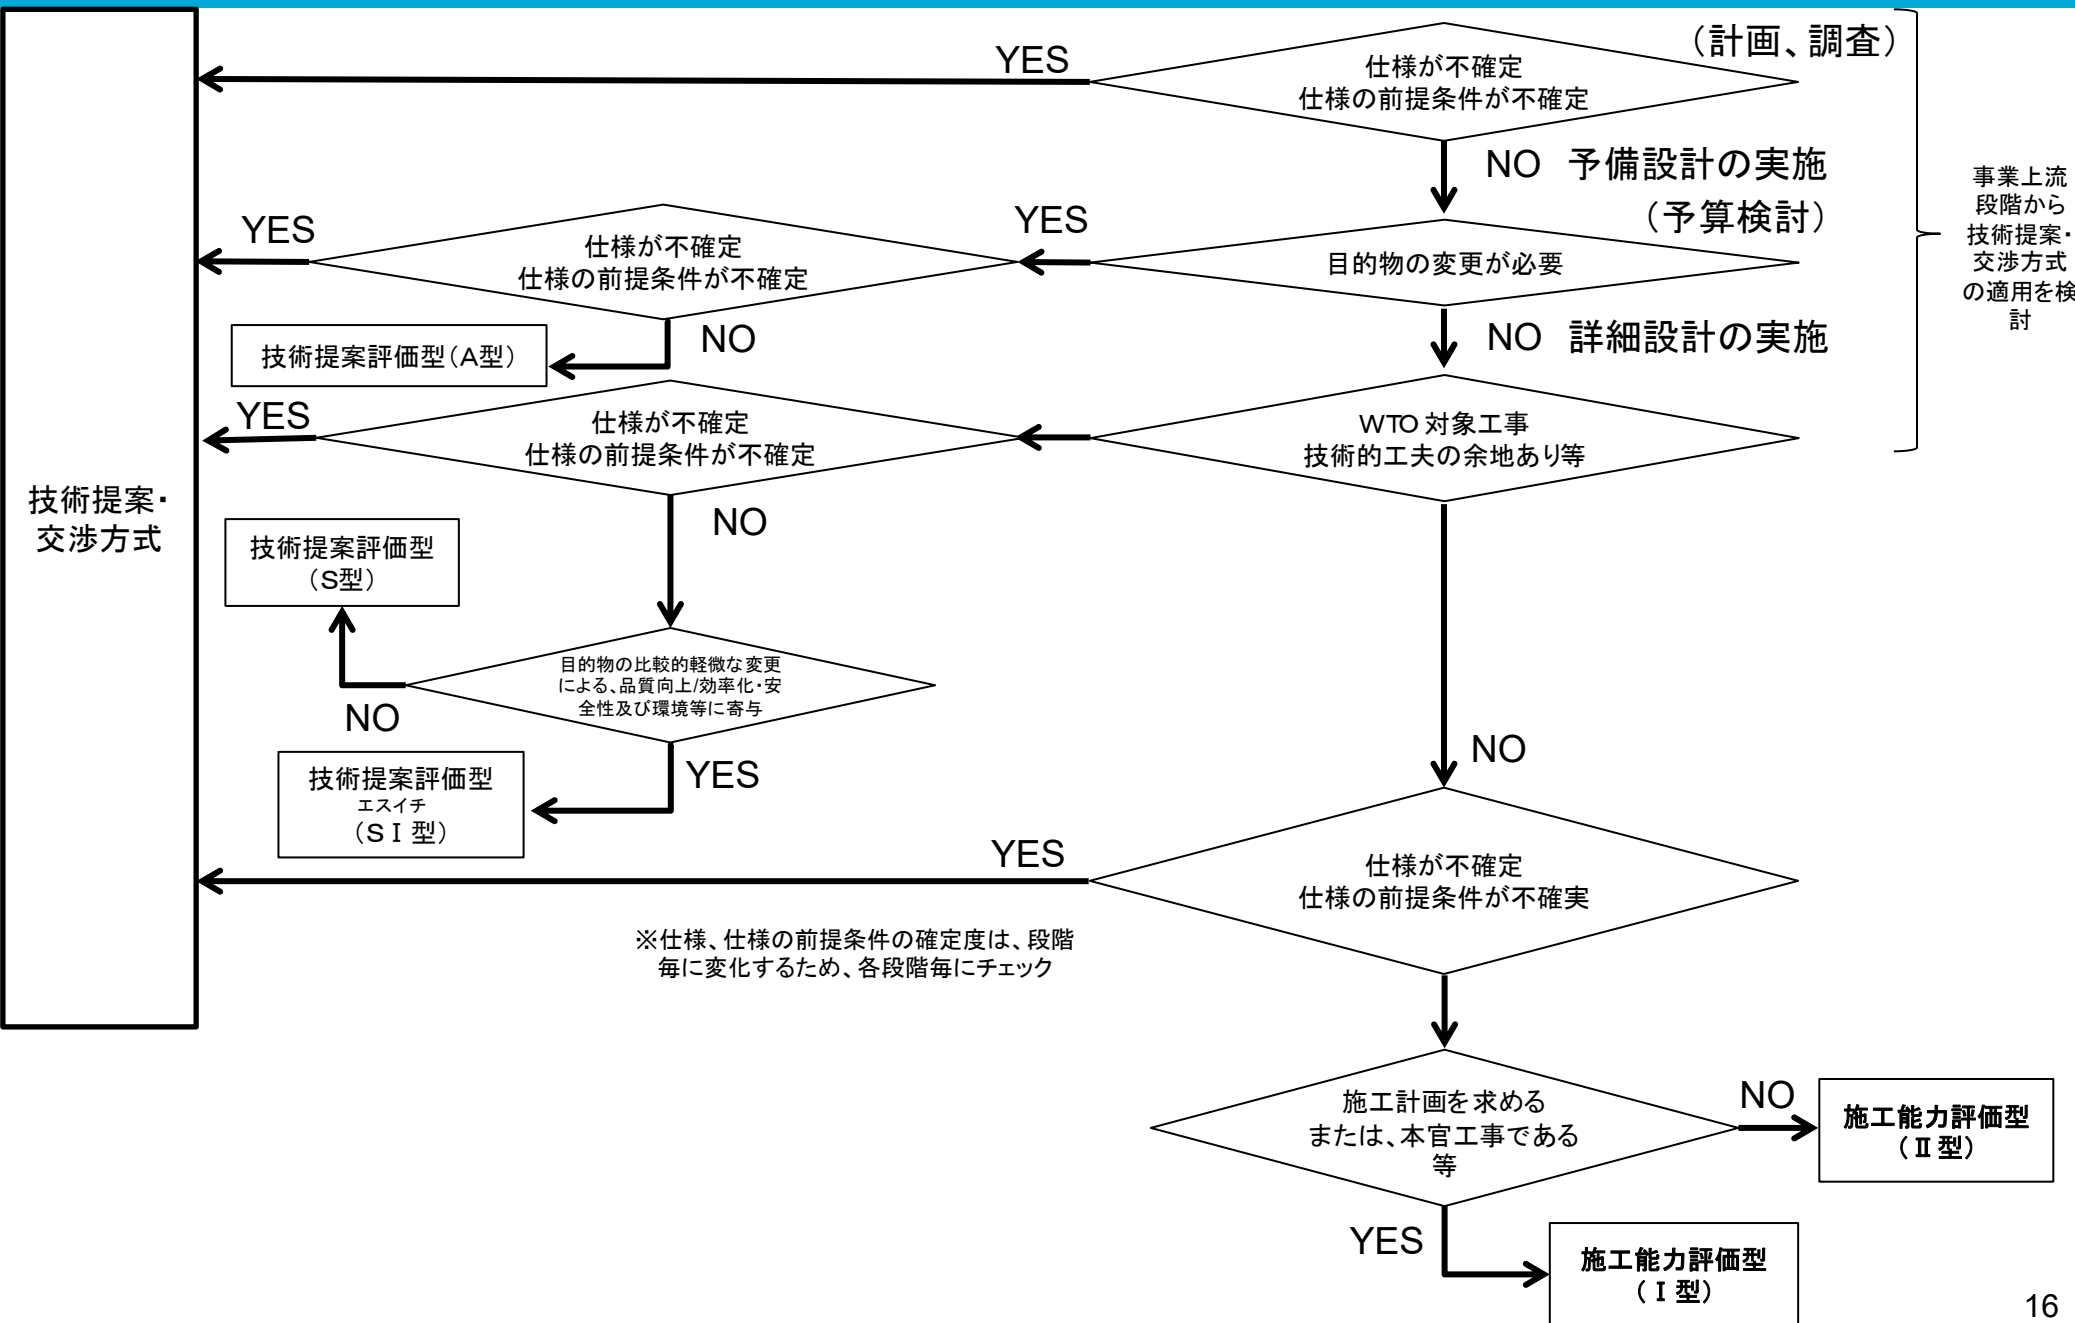 (計画、調査)
YES
仕様が不確定
仕様の前提条件が不確定
NO 予備設計の実施
(予算検討)
YES
仕様が不確定
仕様の前提条件が不確定
YES
目的物の変更が必要
事業上流
段階から
技術提案・
交渉方式
の適用を検
討
NO
技術提案評価型(A型)
NO 詳細設計の実施
YES
仕様が不確定
仕様の前提条件が不確定
WTO対象工事
技術的工夫の余地あり等
技術提案・
交渉方式
NO
技術提案評価型
(S型)
目的物の比較的軽微な変更
による、品質向上/効率化・安
全性及び環境等に寄与
NO
YES
技術提案評価型
エスイチ
(SⅠ型)
NO
YES
仕様が不確定
仕様の前提条件が不確実
※仕様、仕様の前提条件の確定度は、段階
毎に変化するため、各段階毎にチェック
施工計画を求める
または、本官工事である
等
NO
施工能力評価型
(Ⅱ型)
YES
施工能力評価型
(Ⅰ型)
16